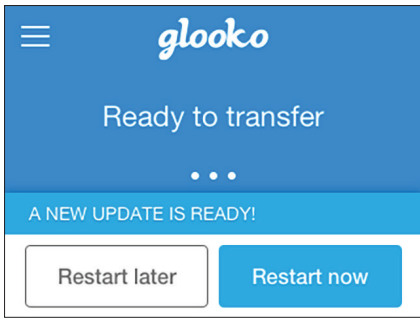 glooko
Ready to transfer
A NEW UPDATE IS READY!
Restart later
Restart now